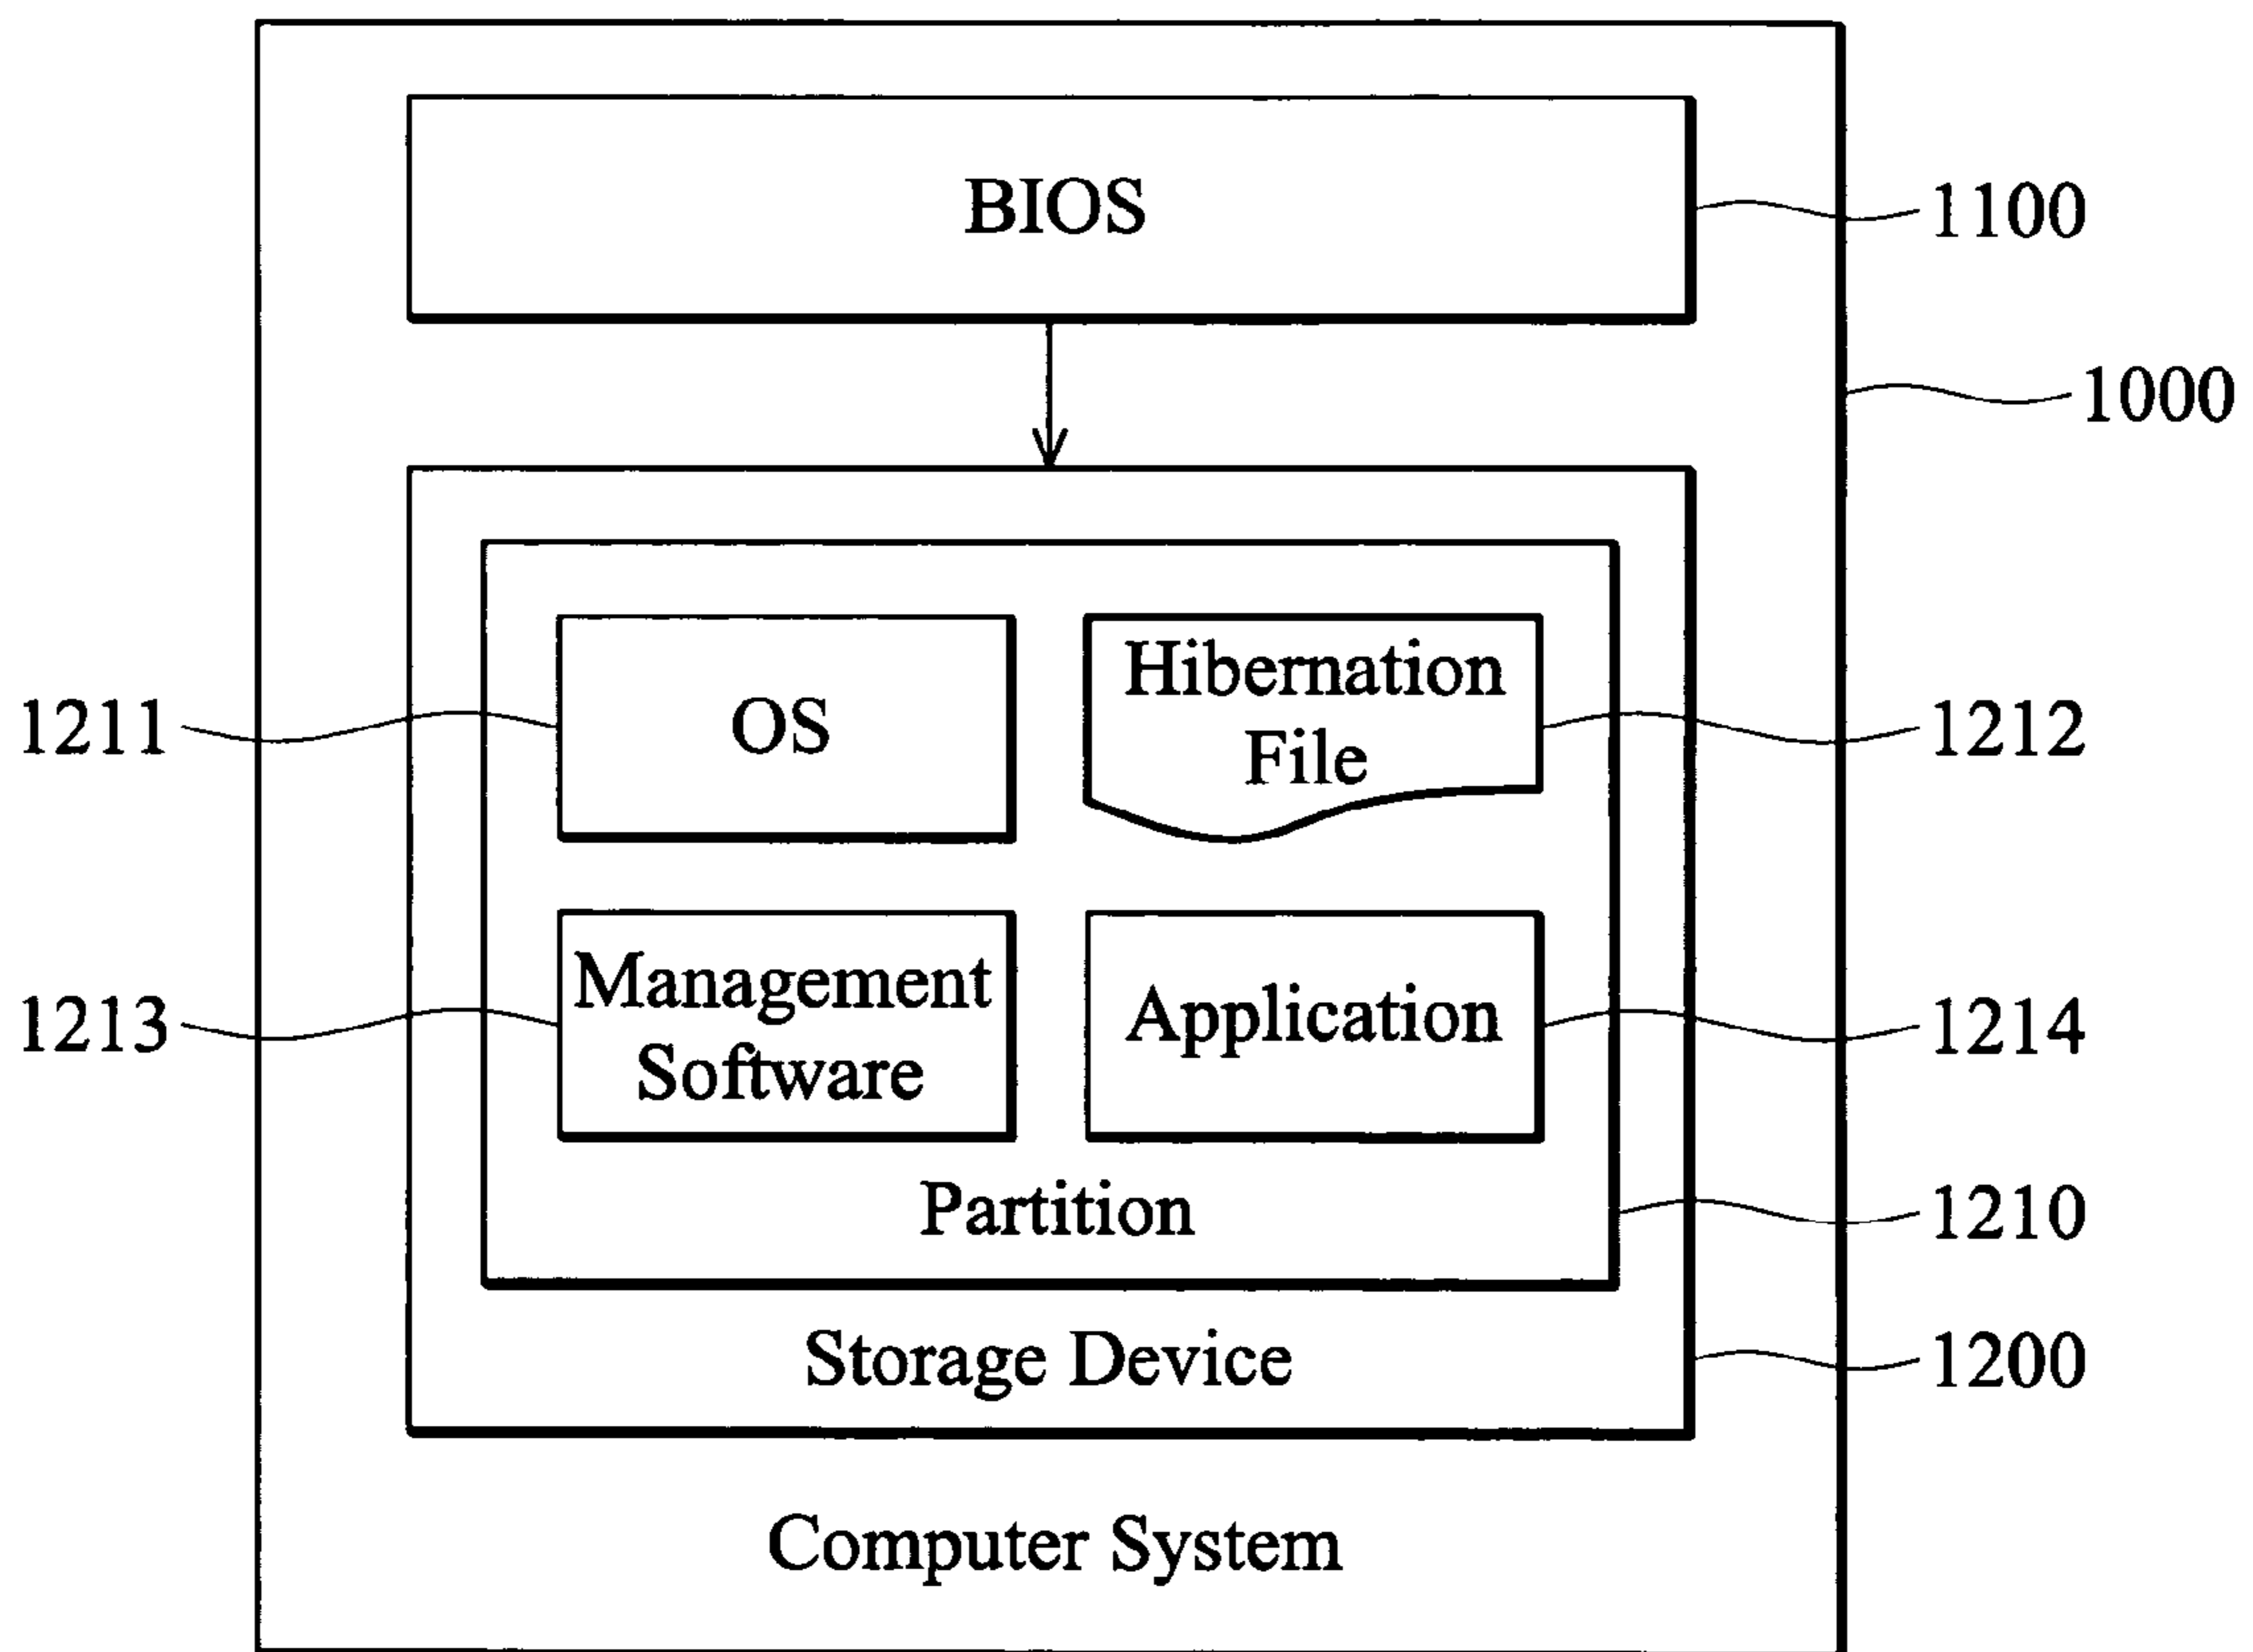 BIOS
1100
1000
1211
OS
Hibernation
File
1212
1213
Management
Software
Application
1214
Partition
1210
Storage Device
1200
Computer System